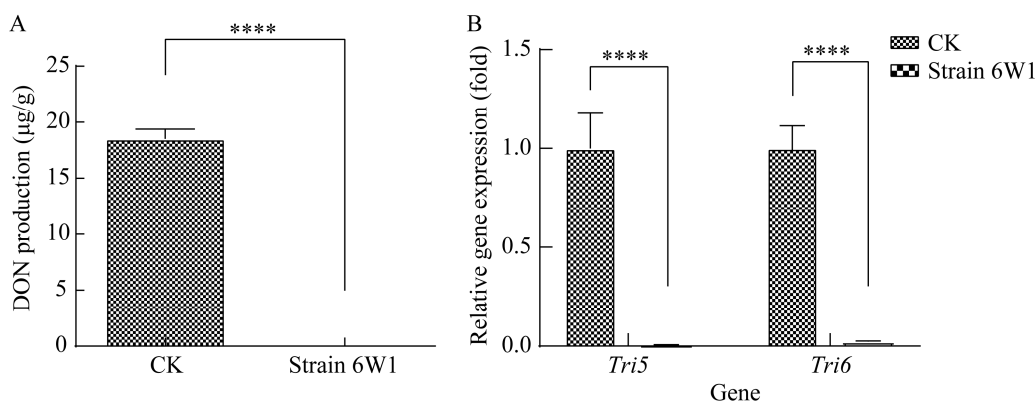 A
****
25
20
15
10
5
0
DON production (μg/g)
CK
Strain 6W1
B
CK
Strain 6W1
****
****
1.5
1.0
0.5
0.0
Relative gene expression (fold)
Tri5
Tri6
Gene